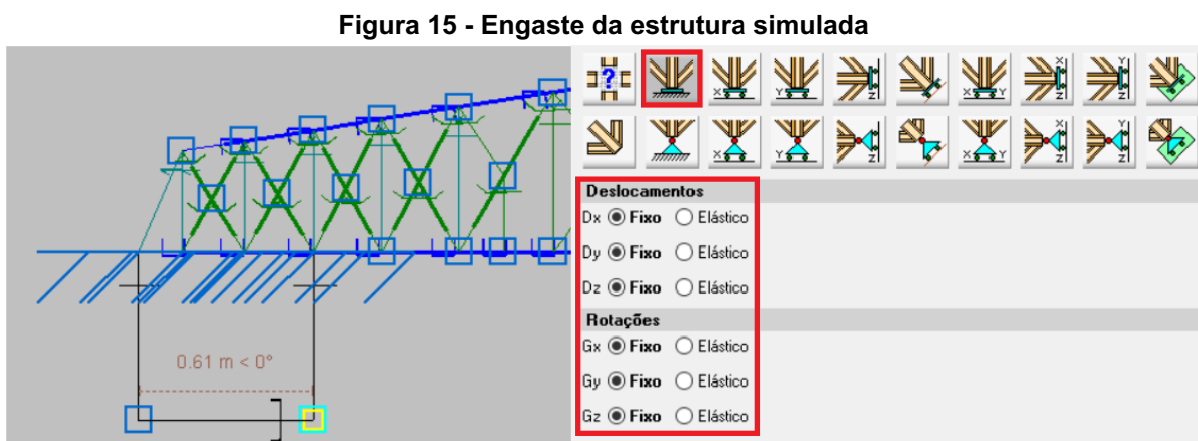 Figura 15 - Engaste da estrutura simulada
?
X Y Z X Z Y Z
X Y Z X Y X Z Y Z
0.61 m < 0°
Deslocamentos
Dx Fixo Elástico
Dy Fixo Elástico
Dz Fixo Elástico
Rotações
Gx Fixo Elástico
Gy Fixo Elástico
Gz Fixo Elástico